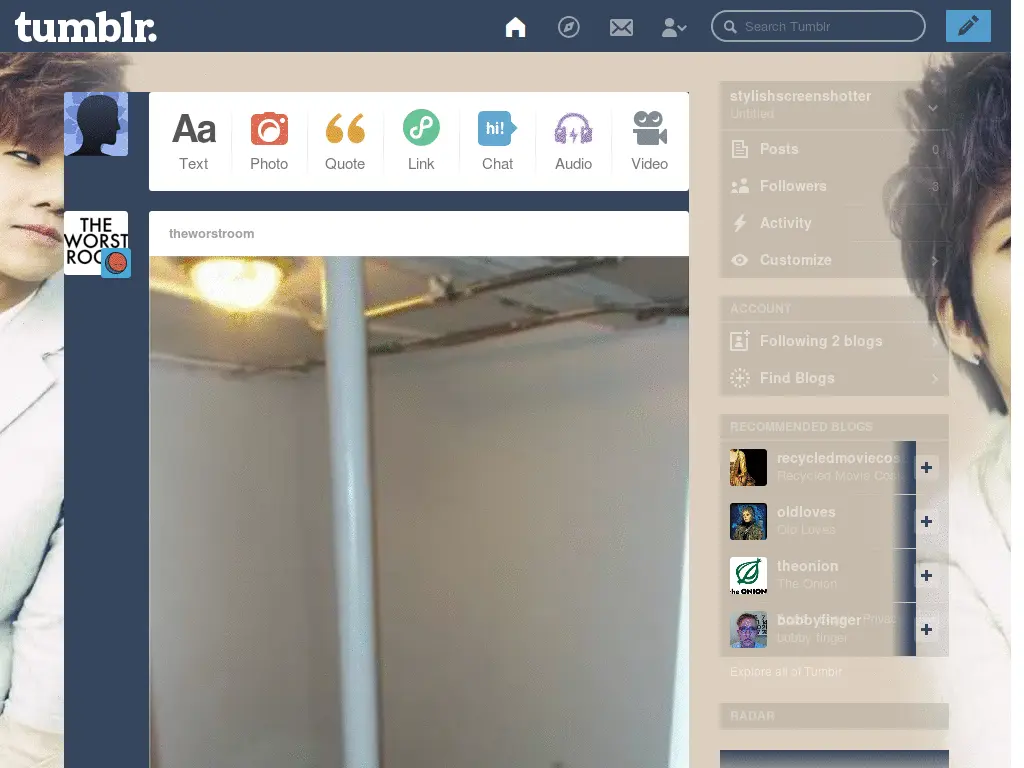 tumblr.
Search Tumblr
Aa
hi!
Text
Photo
Quote
Link
Chat
Audio
Video
THE
WORST
theworstroom
stylishscreenshotter
Untitled
Posts
0
Followers
3
Activity
Customize
ACCOUNT
Following 2 blogs
Find Blogs
RECOMMENDED BLOGS
recycledmoviecos
Recycled Movie
oldloves
Old Loves
theonion
The Onion
the ONION
bobbyfinger
bobby finger
Explore all of Tumblr
RADAR